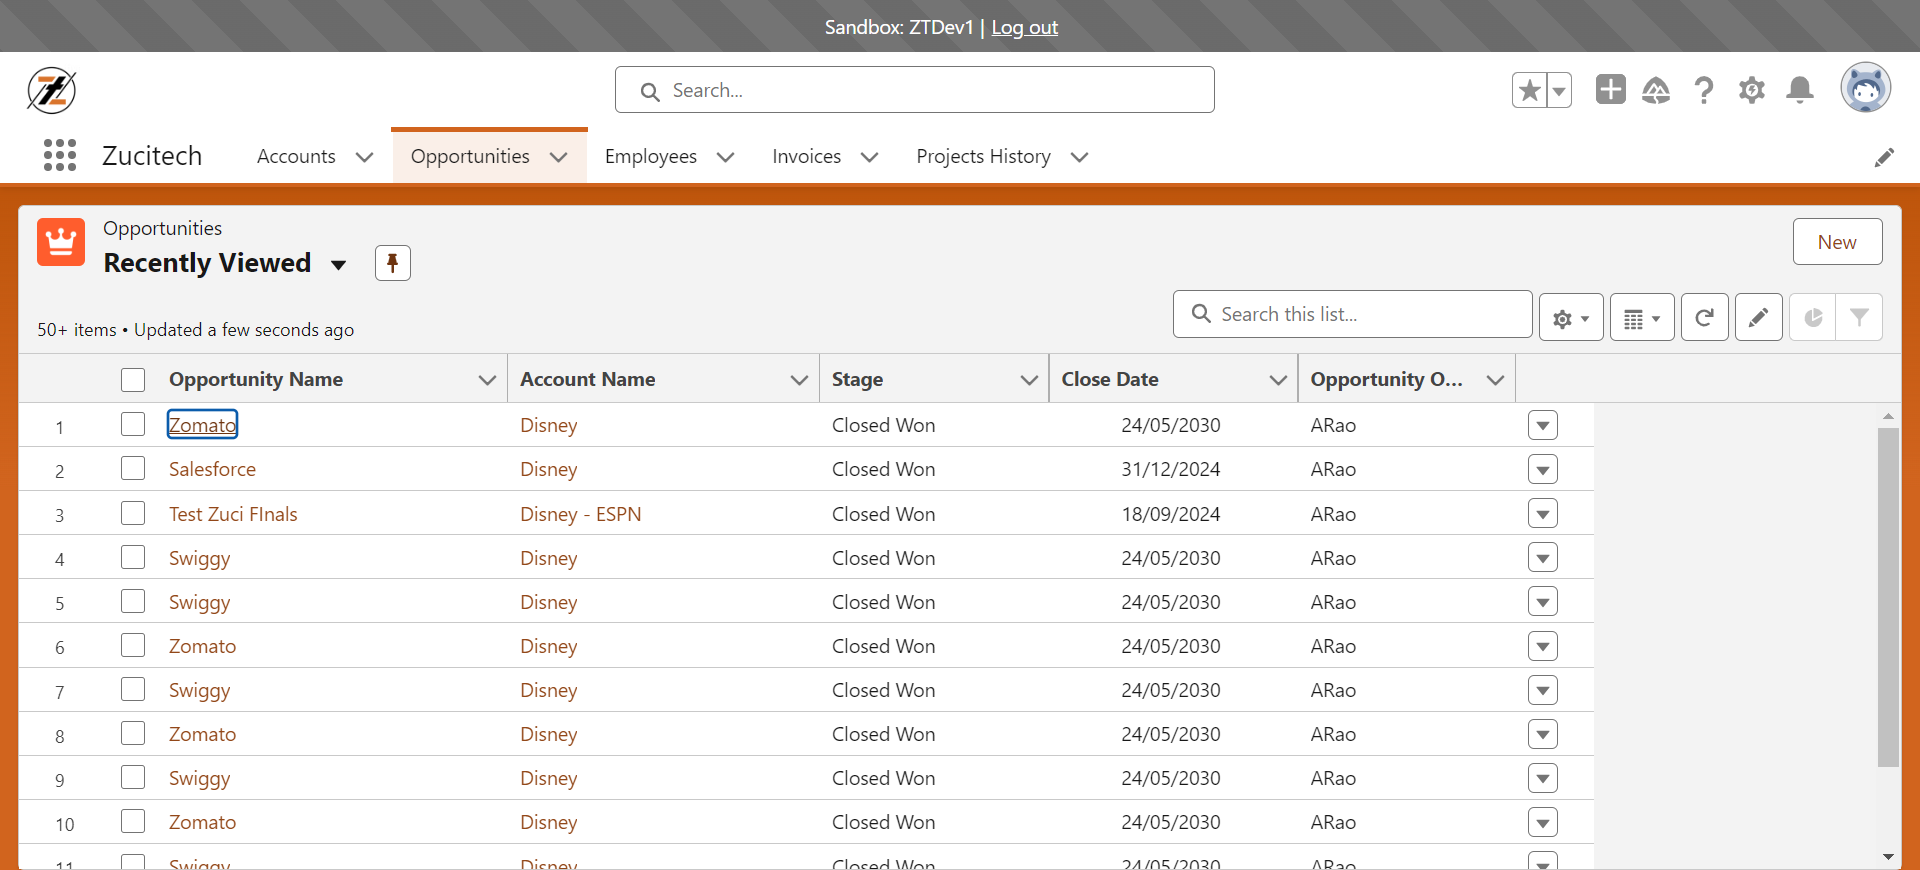 Sandbox: ZTDev1 | Log out
Search...
Zucitech Accounts Opportunities Employees Invoices Projects History
Opportunities
Recently Viewed
New
50+ items • Updated a few seconds ago
Search this list...
Opportunity Name Account Name Stage Close Date Opportunity O...
1 Zomato Disney Closed Won 24/05/2030 ARao
2 Salesforce Disney Closed Won 31/12/2024 ARao
3 Test Zuci FInals Disney - ESPN Closed Won 18/09/2024 ARao
4 Swiggy Disney Closed Won 24/05/2030 ARao
5 Swiggy Disney Closed Won 24/05/2030 ARao
6 Zomato Disney Closed Won 24/05/2030 ARao
7 Swiggy Disney Closed Won 24/05/2030 ARao
8 Zomato Disney Closed Won 24/05/2030 ARao
9 Swiggy Disney Closed Won 24/05/2030 ARao
10 Zomato Disney Closed Won 24/05/2030 ARao
11 Swiggy Disney Closed Won 24/05/2030 ARao